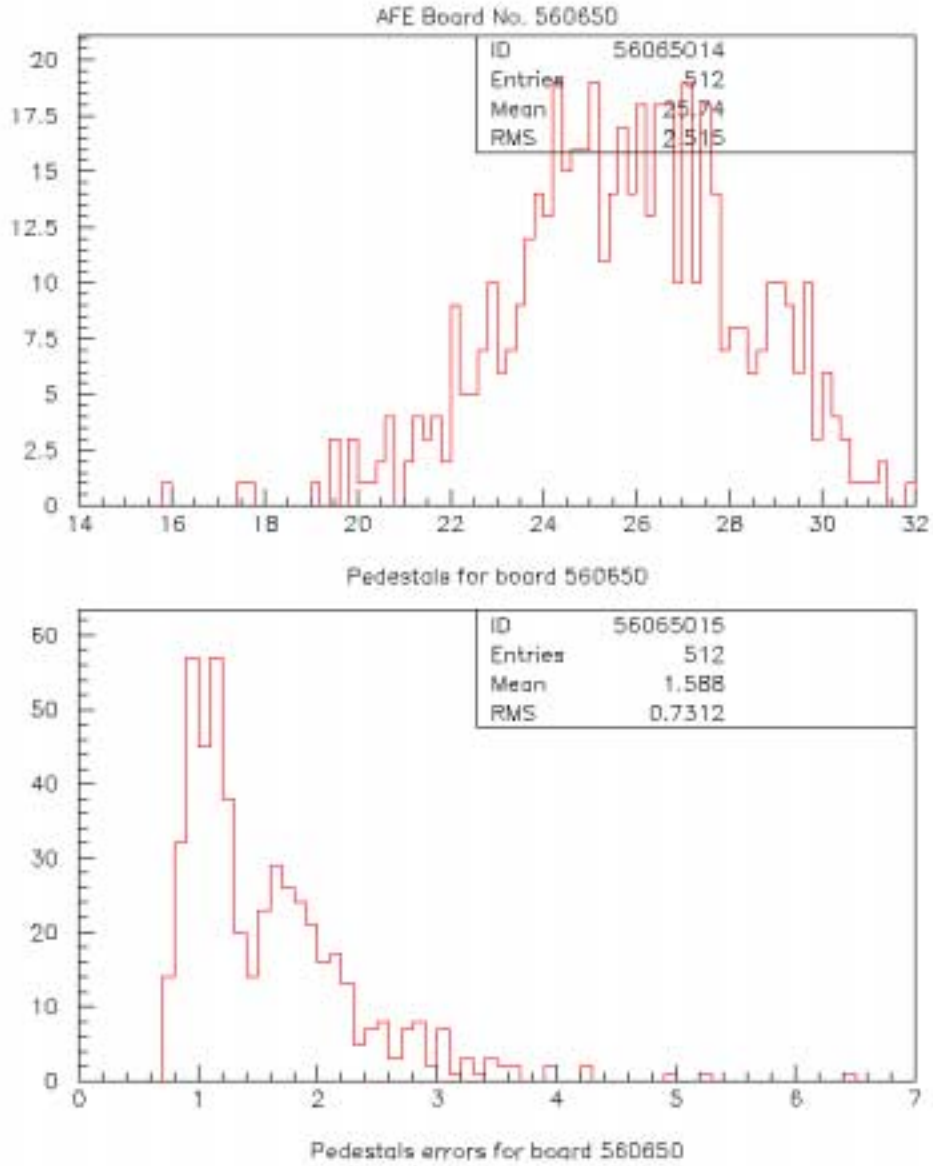 AFE Board No. 560650
ID 56065014
Entries 512
Mean 25.74
RMS 2.515
20
17.5
15
12.5
10
7.5
5
2.5
0
14 16 18 20 22 24 26 28 30 32
Pedestals for board 560650
ID 56065015
Entries 512
Mean 1.588
RMS 0.7312
60
50
40
30
20
10
0
0 1 2 3 4 5 6 7
Pedestals errors for board 560650